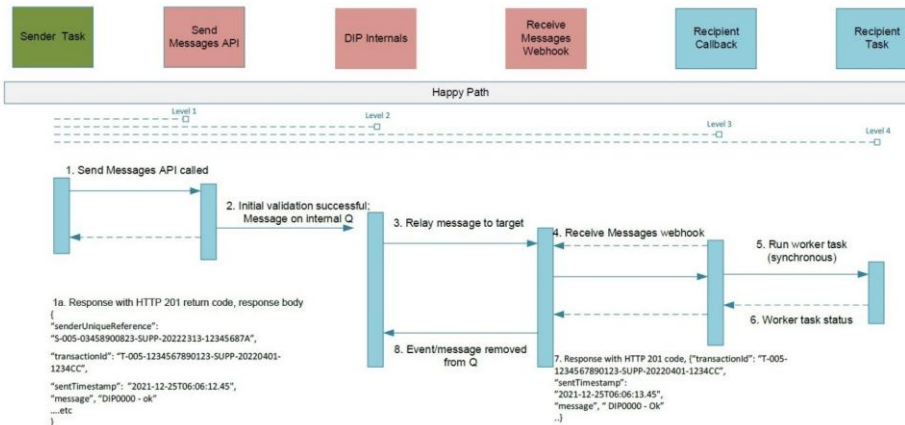 Sender Task
Send
Messages API
DIP Internals
Receive
Messages
Webhook
Recipient
Callback
Recipient
Task
Happy Path
Level 1
Level 2
Level 3
Level 4
1. Send Messages API called
2. Initial validation successful;
Message on internal Q
3. Relay message to target
4. Receive Messages webhook
5. Run worker task
(synchronous)
6. Worker task status
1a. Response with HTTP 201 return code, response body
{
"senderUniqueReference":
"S-005-03458900823-SUPP-20222313-12345687A",
"transactionId": "T-005-1234567890123-SUPP-20220401-
1234CC",
"sentTimestamp": "2021-12-25T06:06:12.45",
"message", "DIP0000 - ok"
....etc
}
8. Event/message removed
from Q
7. Response with HTTP 201 code, {"transactionId": "T-005-
1234567890123-SUPP-20220401-1234CC",
"sentTimestamp":
"2021-12-25T06:06:13.45",
"message", " DIP0000 - Ok"
..}